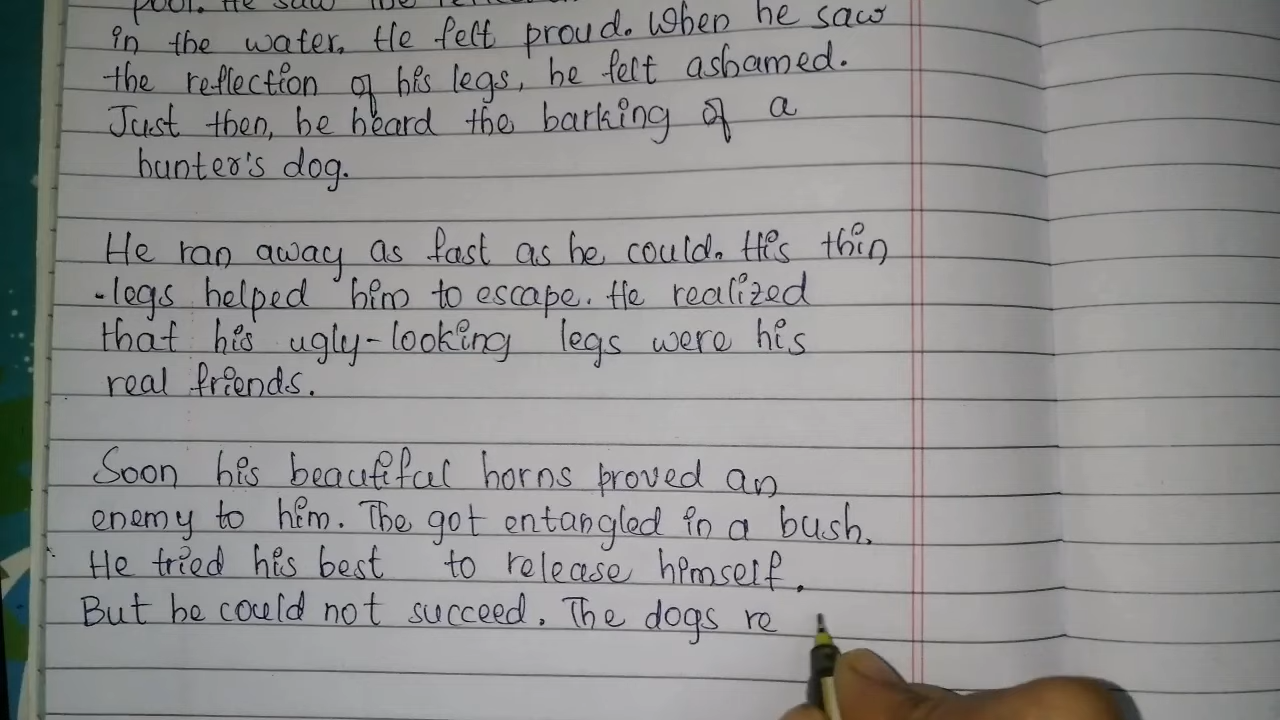 pool. He saw the
in the water. He felt proud. When he saw
the reflection of his legs, he felt ashamed.
Just then, he heard the barking of a
hunter's dog.
He ran away as fast as he could. His thin
-legs helped him to escape. He realized
that his ugly-looking legs were his
real friends.
Soon his beautiful horns proved an
enemy to him. The got entangled in a bush.
He tried his best to release himself.
But he could not succeed. The dogs re